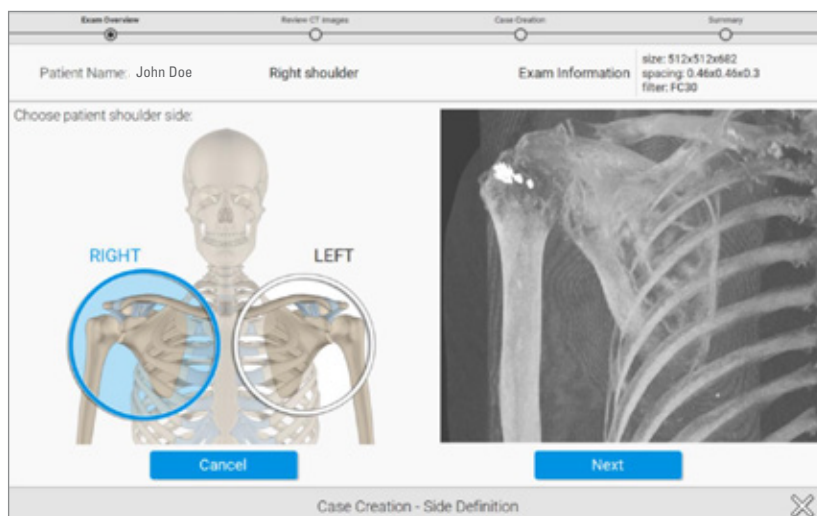 Exam Overview
Review CT images
Case Creation
Summary
Patient Name: John Doe
Right shoulder
Exam Information
size: 512x512x682
spacing: 0.46x0.46x0.3
filter: FC30
Choose patient shoulder side:
RIGHT
LEFT
Cancel
Next
Case Creation - Side Definition